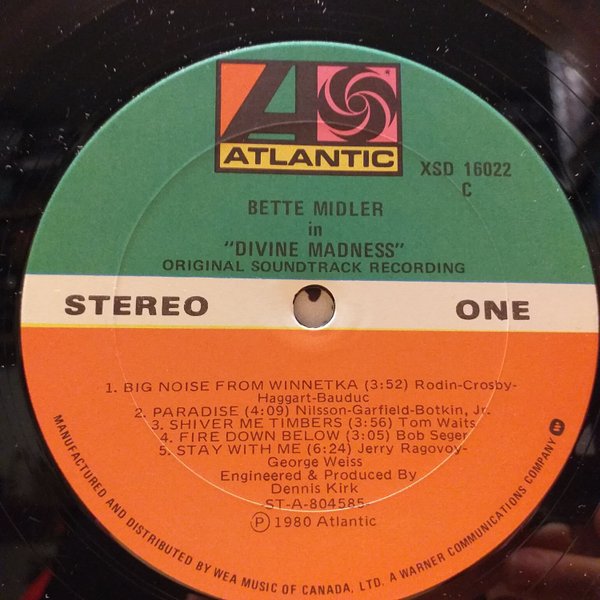 ATLANTIC
XSD 16022
C
BETTE MIDLER
in
"DIVINE MADNESS"
ORIGINAL SOUNDTRACK RECORDING
STEREO
ONE
1. BIG NOISE FROM WINNETKA (3:52) Rodin-Crosby-
Haggart-Bauduc
2. PARADISE (4:09) Nilsson-Garfield-Botkin, Jr.
3. SHIVER ME TIMBERS (3:56) Tom Waits
4. FIRE DOWN BELOW (3:05) Bob Seger
5. STAY WITH ME (6:24) Jerry Ragovoy-
George Weiss
Engineered & Produced By
Dennis Kirk
ST-A-804585
Ⓟ 1980 Atlantic
MANUFACTURED AND DISTRIBUTED BY WEA MUSIC OF CANADA, LTD. A WARNER COMMUNICATIONS COMPANY